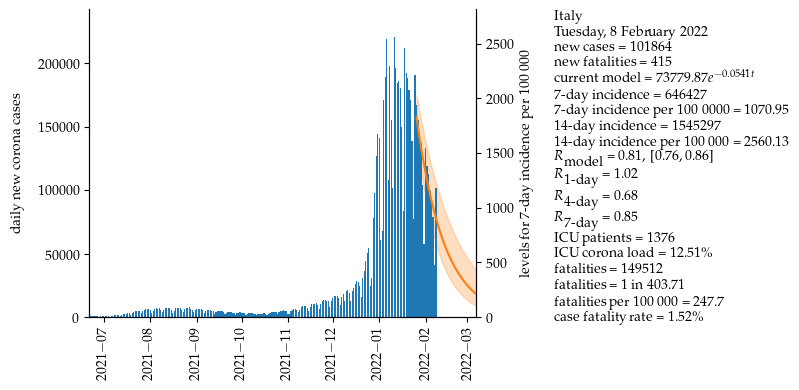 daily new corona cases
200000
150000
100000
50000
0
2500
2000
1500
1000
500
0
levels for 7-day incidence per 100 000
2021−07
2021−08
2021−09
2021−10
2021−11
2021−12
2022−01
2022−02
2022−03
Italy
Tuesday, 8 February 2022
new cases = 101864
new fatalities = 415
current model = 73779.87e^{−0.0541t}
7-day incidence = 646427
7-day incidence per 100 0000 = 1070.95
14-day incidence = 1545297
14-day incidence per 100 000 = 2560.13
R_model = 0.81, [0.76, 0.86]
R_1-day = 1.02
R_4-day = 0.68
R_7-day = 0.85
ICU patients = 1376
ICU corona load = 12.51%
fatalities = 149512
fatalities = 1 in 403.71
fatalities per 100 000 = 247.7
case fatality rate = 1.52%